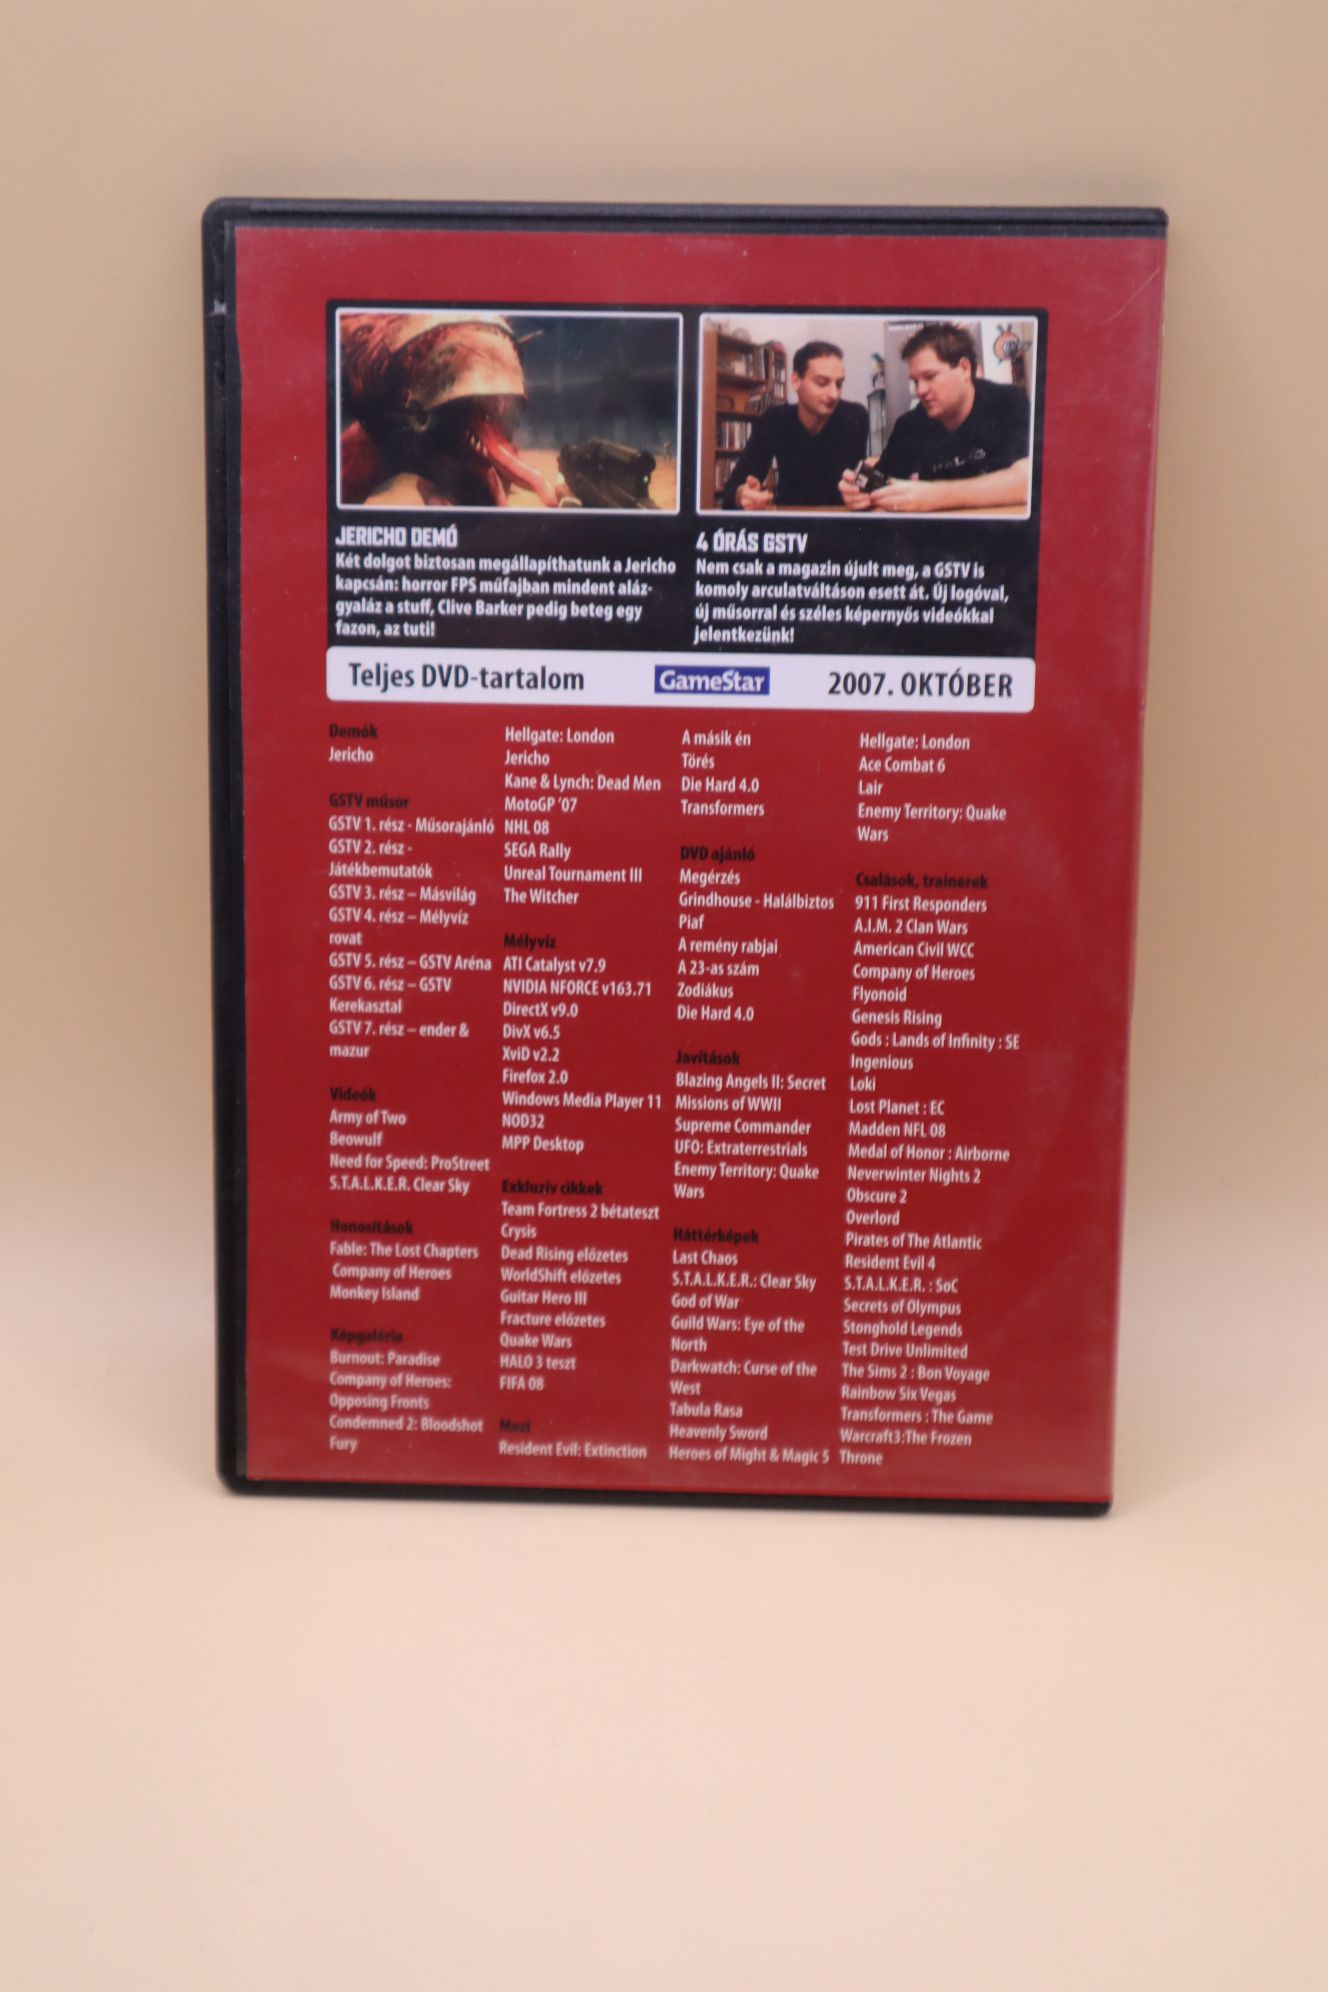 JERICHO DEMÓ
Két dolgot biztosan megállapíthatunk a Jericho
kapcsán: horror FPS műfajban mindent aláz-
gyaláz a stuff, Clive Barker pedig beteg egy
fazon, az tuti!
4 ÓRÁS GSTV
Nem csak a magazin újult meg, a GSTV is
komoly arculatváltáson esett át. Új logóval,
új műsorral és széles képernyős videókkal
jelentkezünk!
Teljes DVD-tartalom
GameStar
2007. OKTÓBER
Demók
Jericho
GSTV műsor
GSTV 1. rész - Műsorajánló
GSTV 2. rész -
Játékbemutatók
GSTV 3. rész – Másvilág
GSTV 4. rész – Mélyvíz
rovat
GSTV 5. rész – GSTV Aréna
GSTV 6. rész – GSTV
Kerekasztal
GSTV 7. rész – ender &
mazur
Videók
Army of Two
Beowulf
Need for Speed: ProStreet
S.T.A.L.K.E.R. Clear Sky
Honosítások
Fable: The Lost Chapters
Company of Heroes
Monkey Island
Képgaléria
Burnout: Paradise
Company of Heroes:
Opposing Fronts
Condemned 2: Bloodshot
Fury
Hellgate: London
Jericho
Kane & Lynch: Dead Men
MotoGP '07
NHL 08
SEGA Rally
Unreal Tournament III
The Witcher
Mélyvíz
ATI Catalyst v7.9
NVIDIA NFORCE v163.71
DirectX v9.0
DivX v6.5
XviD v2.2
Firefox 2.0
Windows Media Player 11
NOD32
MPP Desktop
Exkluzív cikkek
Team Fortress 2 bétateszt
Crysis
Dead Rising előzetes
WorldShift előzetes
Guitar Hero III
Fracture előzetes
Quake Wars
HALO 3 teszt
FIFA 08
Mozi
Resident Evil: Extinction
A másik én
Törés
Die Hard 4.0
Transformers
DVD ajánló
Megérzés
Grindhouse - Halálbiztos
Piaf
A remény rabjai
A 23-as szám
Zodiákus
Die Hard 4.0
Javítások
Blazing Angels II: Secret
Missions of WWII
Supreme Commander
UFO: Extraterrestrials
Enemy Territory: Quake
Wars
Háttérképek
Last Chaos
S.T.A.L.K.E.R.: Clear Sky
God of War
Guild Wars: Eye of the
North
Darkwatch: Curse of the
West
Tabula Rasa
Heavenly Sword
Heroes of Might & Magic 5
Hellgate: London
Ace Combat 6
Lair
Enemy Territory: Quake
Wars
Csalások, trainerek
911 First Responders
A.I.M. 2 Clan Wars
American Civil WCC
Company of Heroes
Flyonoid
Genesis Rising
Gods : Lands of Infinity : SE
Ingenious
Loki
Lost Planet : EC
Madden NFL 08
Medal of Honor : Airborne
Neverwinter Nights 2
Obscure 2
Overlord
Pirates of The Atlantic
Resident Evil 4
S.T.A.L.K.E.R. : SoC
Secrets of Olympus
Stonghold Legends
Test Drive Unlimited
The Sims 2 : Bon Voyage
Rainbow Six Vegas
Transformers : The Game
Warcraft3:The Frozen
Throne